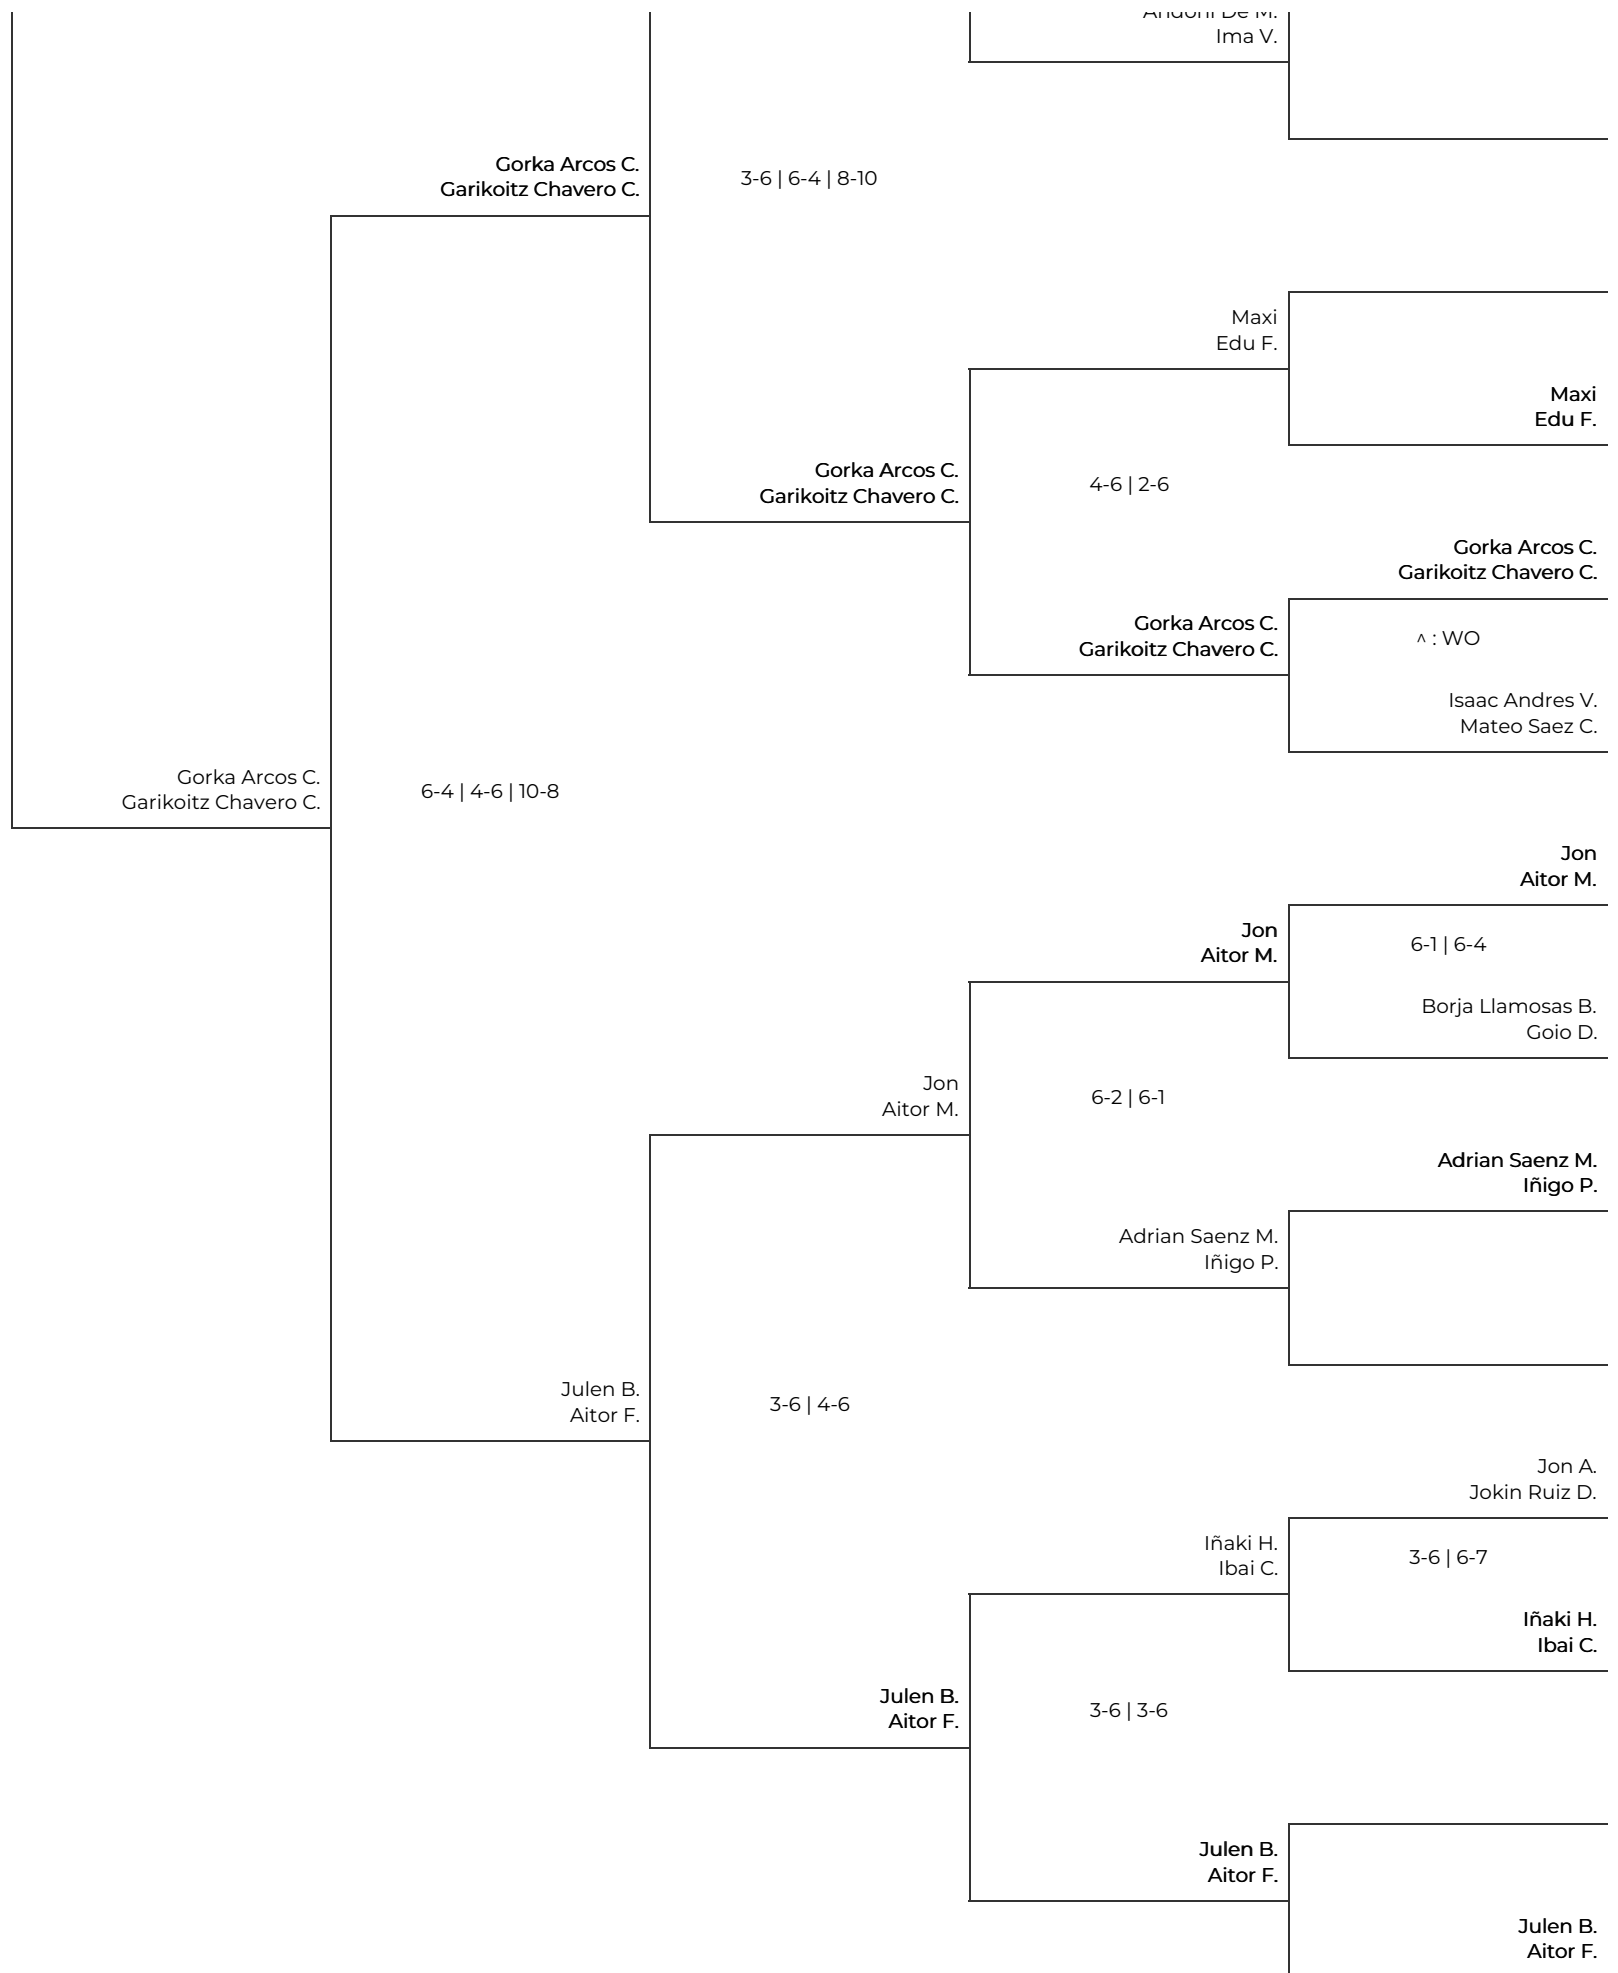 Ima V.
Gorka Arcos C.
Garikoitz Chavero C.
3-6 | 6-4 | 8-10
Maxi
Edu F.
Maxi
Edu F.
Gorka Arcos C.
Garikoitz Chavero C.
4-6 | 2-6
Gorka Arcos C.
Garikoitz Chavero C.
Gorka Arcos C.
Garikoitz Chavero C.
^ : WO
Isaac Andres V.
Mateo Saez C.
Gorka Arcos C.
Garikoitz Chavero C.
6-4 | 4-6 | 10-8
Jon
Aitor M.
Jon
Aitor M.
6-1 | 6-4
Borja Llamosas B.
Goio D.
Jon
Aitor M.
6-2 | 6-1
Adrian Saenz M.
Iñigo P.
Adrian Saenz M.
Iñigo P.
Julen B.
Aitor F.
3-6 | 4-6
Jon A.
Jokin Ruiz D.
Iñaki H.
Ibai C.
3-6 | 6-7
Iñaki H.
Ibai C.
Julen B.
Aitor F.
3-6 | 3-6
Julen B.
Aitor F.
Julen B.
Aitor F.